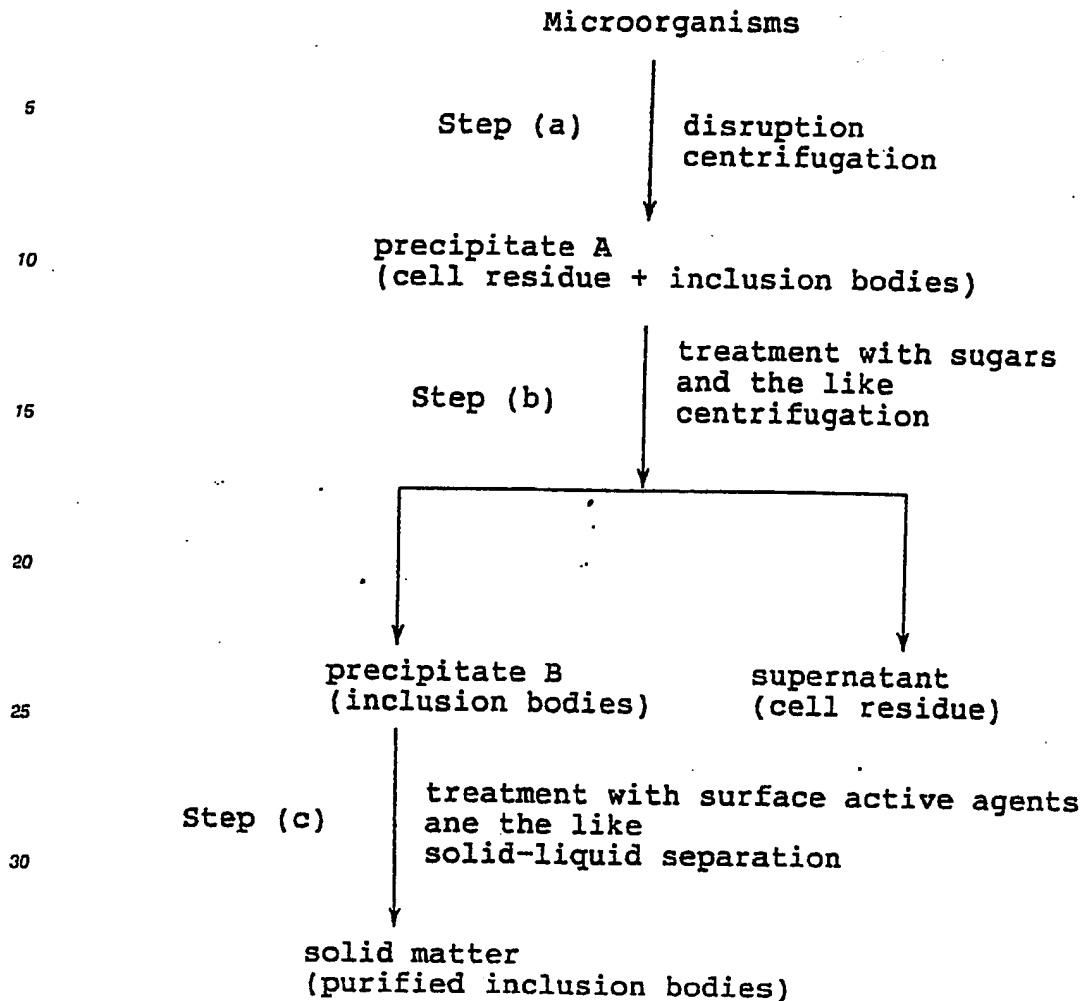 Microorganisms
5
Step (a)
disruption
centrifugation
10
precipitate A
(cell residue + inclusion bodies)
treatment with sugars
and the like
centrifugation
15
Step (b)
20
precipitate B
(inclusion bodies)
supernatant
(cell residue)
25
Step (c)
treatment with surface active agents
ane the like
solid-liquid separation
30
solid matter
(purified inclusion bodies)